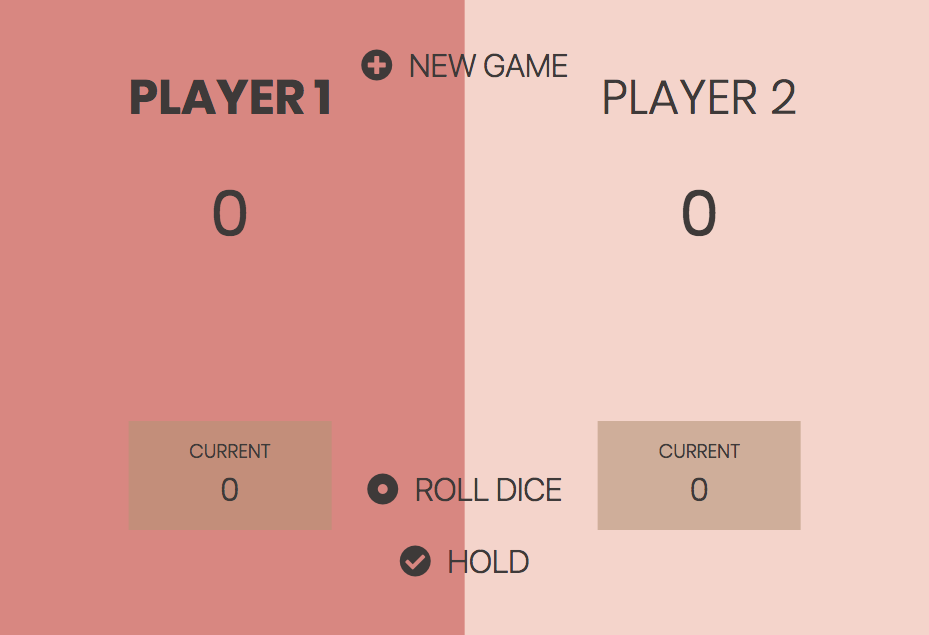 NEW GAME
PLAYER 1
PLAYER 2
0
0
CURRENT
0
CURRENT
0
ROLL DICE
HOLD